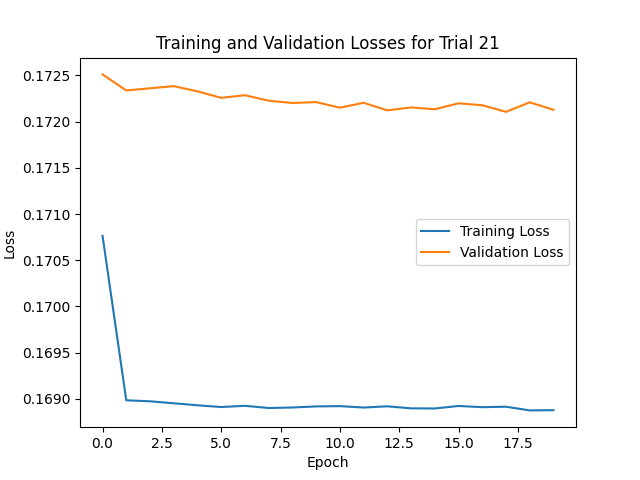 Training and Validation Losses for Trial 21
0.1725
0.1720
0.1715
0.1710
0.1705
0.1700
0.1695
0.1690
Loss
Training Loss
Validation Loss
0.0 2.5 5.0 7.5 10.0 12.5 15.0 17.5
Epoch